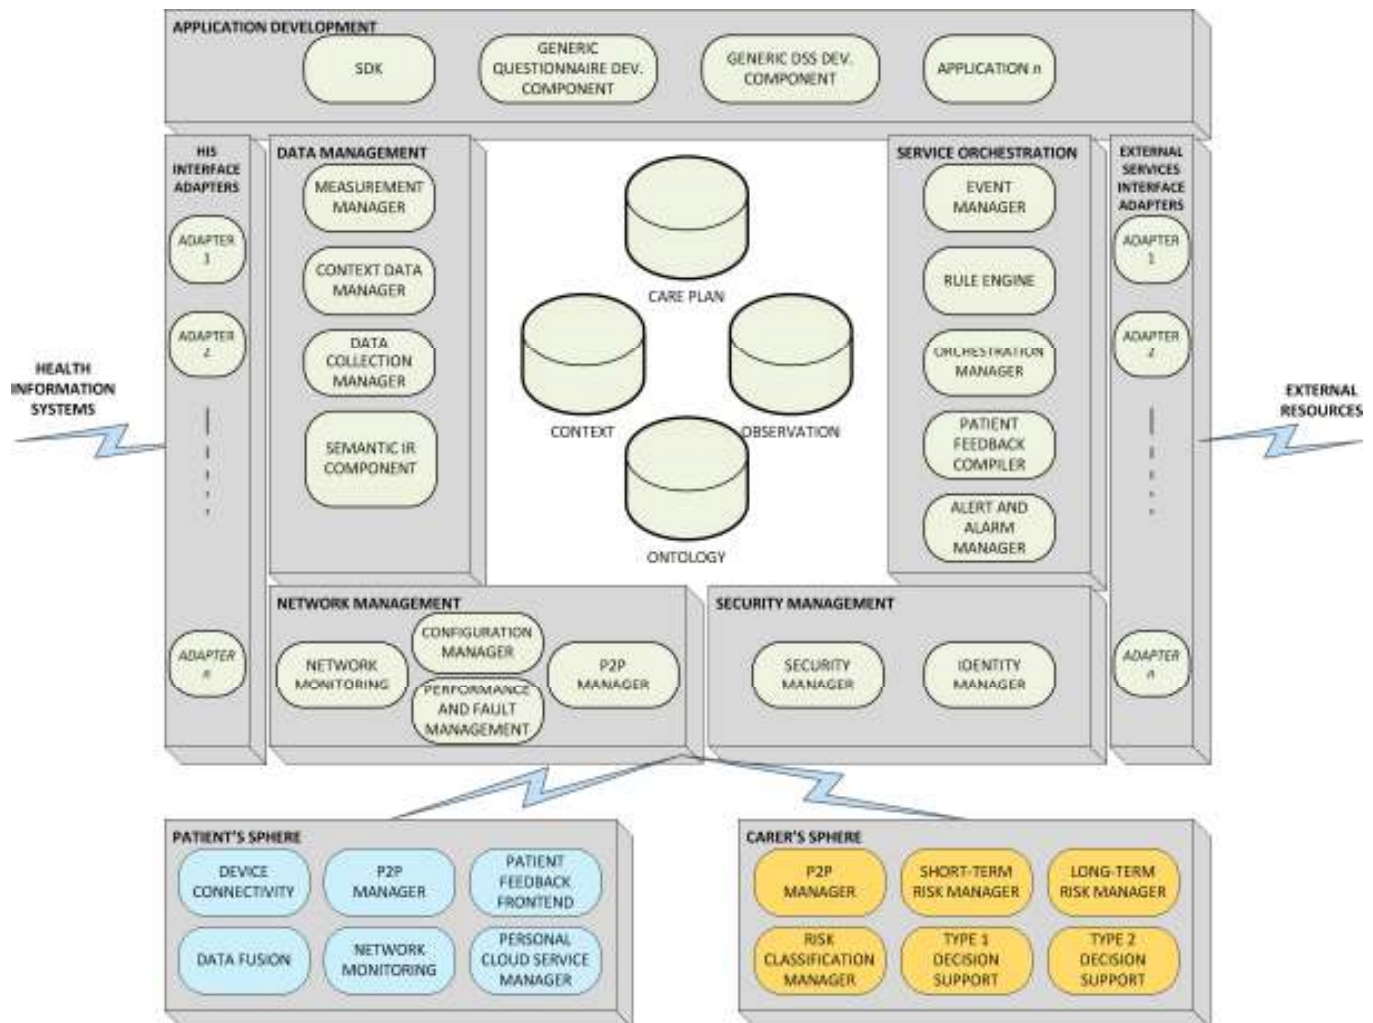 APPLICATION DEVELOPMENT
SDK
GENERIC
QUESTIONNAIRE DEV.
COMPONENT
GENERIC DSS DEV.
COMPONENT
APPLICATION n
HIS
INTERFACE
ADAPTERS
ADAPTER
1
ADAPTER
2
ADAPTER
n
DATA MANAGEMENT
MEASUREMENT
MANAGER
CONTEXT DATA
MANAGER
DATA
COLLECTION
MANAGER
SEMANTIC IR
COMPONENT
CARE PLAN
CONTEXT
OBSERVATION
ONTOLOGY
SERVICE ORCHESTRATION
EVENT
MANAGER
RULE ENGINE
ORCHESTRATION
MANAGER
PATIENT
FEEDBACK
COMPILER
ALERT AND
ALARM
MANAGER
EXTERNAL
SERVICES
INTERFACE
ADAPTERS
ADAPTER
1
ADAPTER
2
ADAPTER
n
HEALTH
INFORMATION
SYSTEMS
EXTERNAL
RESOURCES
NETWORK MANAGEMENT
NETWORK
MONITORING
CONFIGURATION
MANAGER
PERFORMANCE
AND FAULT
MANAGEMENT
P2P
MANAGER
SECURITY MANAGEMENT
SECURITY
MANAGER
IDENTITY
MANAGER
PATIENT'S SPHERE
DEVICE
CONNECTIVITY
P2P
MANAGER
PATIENT
FEEDBACK
FRONTEND
DATA FUSION
NETWORK
MONITORING
PERSONAL
CLOUD SERVICE
MANAGER
CARER'S SPHERE
P2P
MANAGER
SHORT-TERM
RISK MANAGER
LONG-TERM
RISK MANAGER
RISK
CLASSIFICATION
MANAGER
TYPE 1
DECISION
SUPPORT
TYPE 2
DECISION
SUPPORT